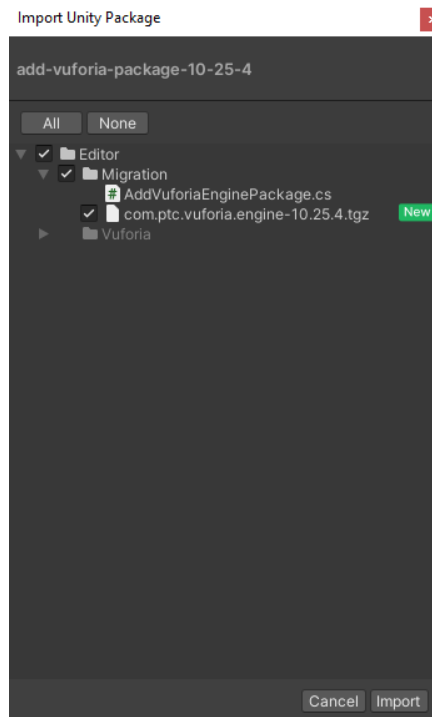 Import Unity Package
add-vuforia-package-10-25-4
All None
Editor
Migration
# AddVuforiaEnginePackage.cs
com.ptc.vuforia.engine-10.25.4.tgz New
Vuforia
Cancel Import